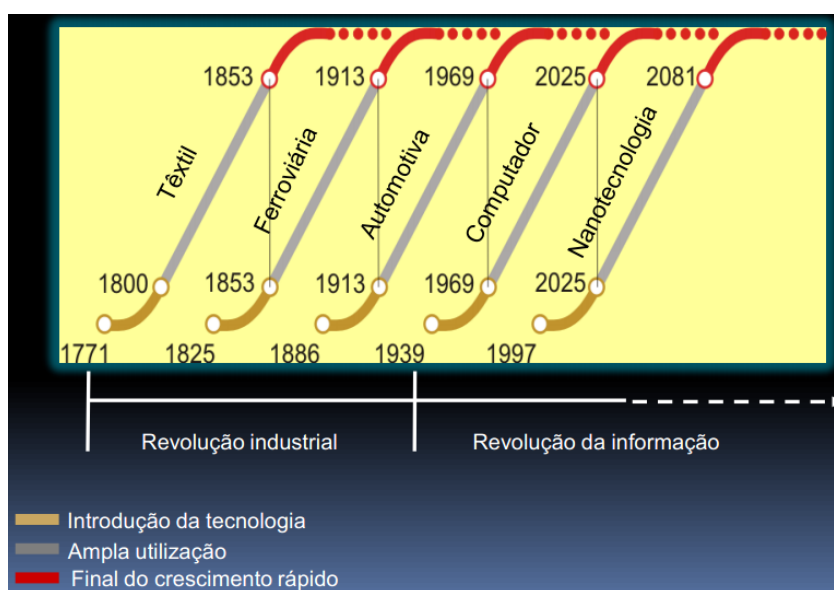 1853 1913 1969 2025 2081
Têxtil
Ferroviária
Automotiva
Computador
Nanotecnologia
1800 1853 1913 1969 2025
1771 1825 1886 1939 1997
Revolução industrial Revolução da informação
Introdução da tecnologia
Ampla utilização
Final do crescimento rápido